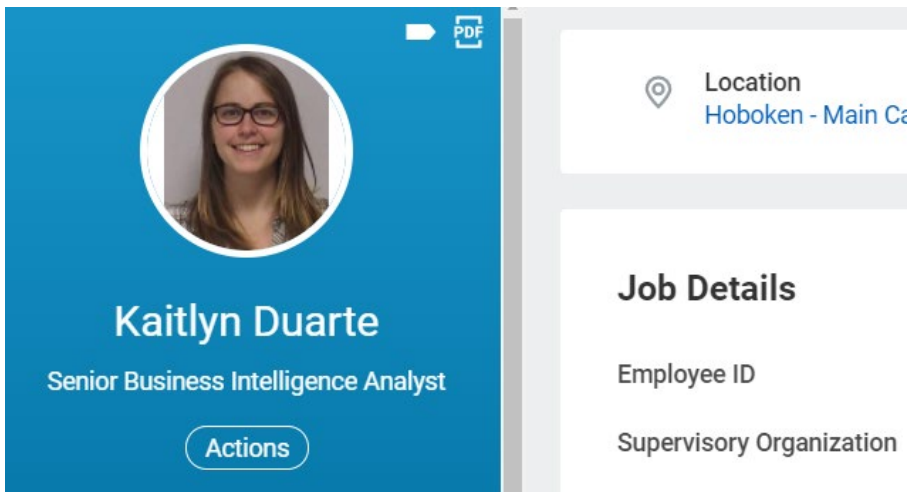 PDF
Kaitlyn Duarte
Senior Business Intelligence Analyst
Actions
Location
Hoboken - Main Ca
Job Details
Employee ID
Supervisory Organization